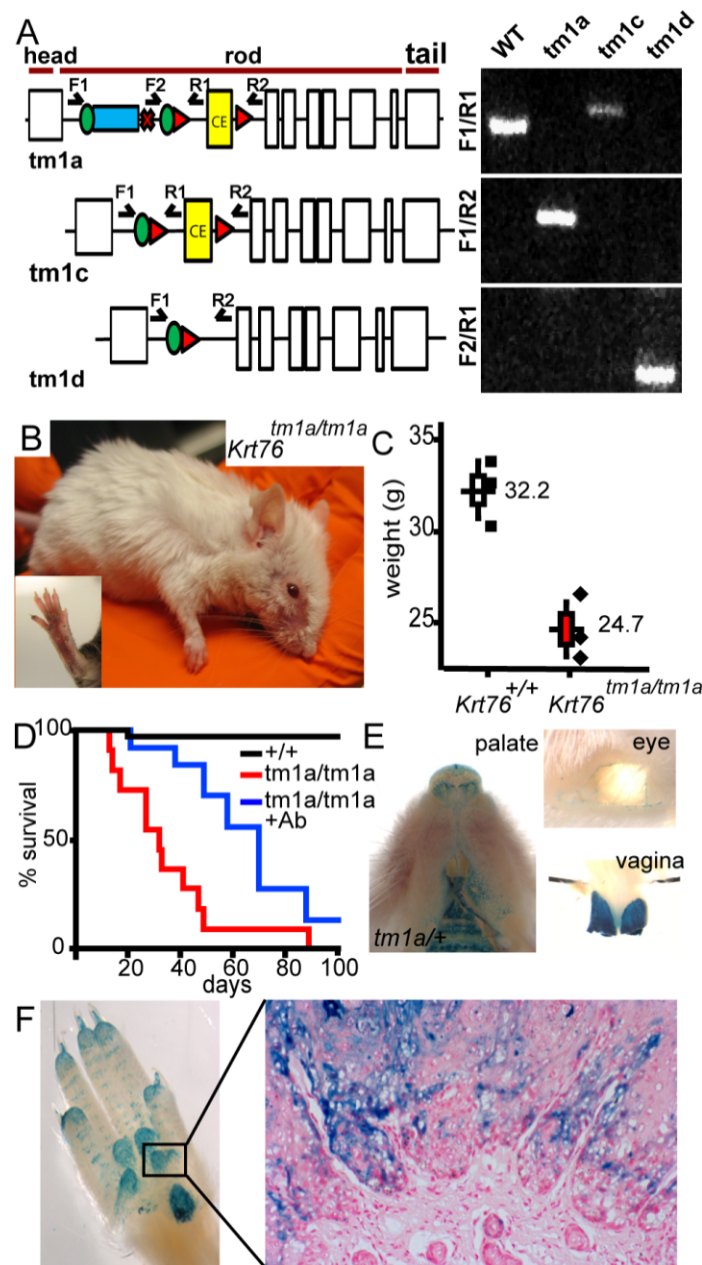 A
head rod tail
F1 F2 R1 R2
CE
tm1a
F1 R1 R2
CE
tm1c
F1 R2
tm1d
WT tm1a tm1c tm1d
F1/R1
F1/R2
F2/R1
B
Krt76 tm1a/tm1a
C
weight (g)
35
30
25
32.2
24.7
Krt76 +/+
Krt76 tm1a/tm1a
D
% survival
100
50
0
20 40 60 80 100
days
+/+
tm1a/tm1a
tm1a/tm1a
+Ab
E
palate
eye
vagina
tm1a/+
F